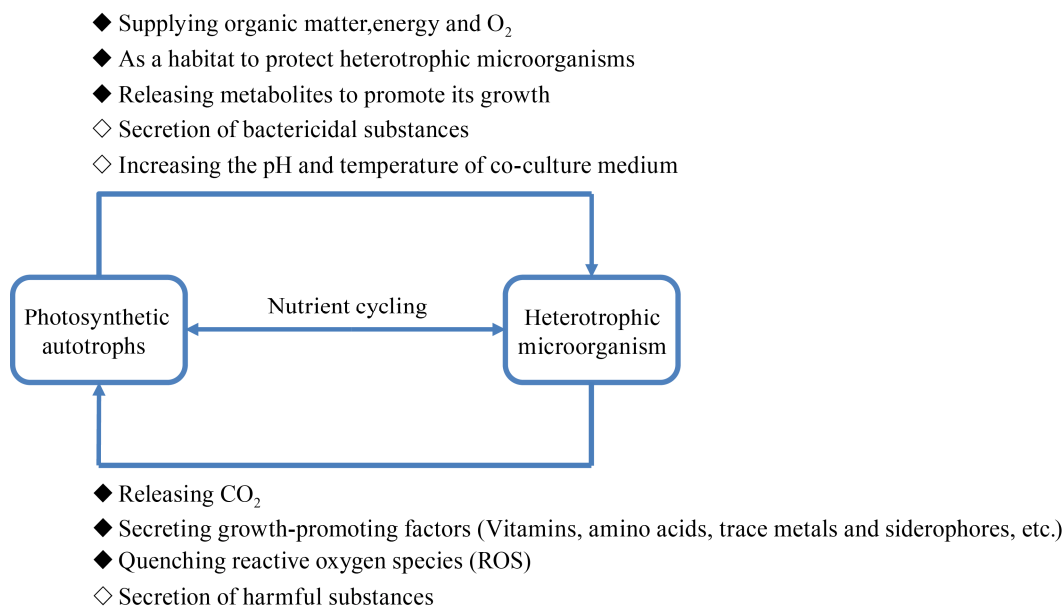 ◆ Supplying organic matter,energy and O₂
◆ As a habitat to protect heterotrophic microorganisms
◆ Releasing metabolites to promote its growth
◇ Secretion of bactericidal substances
◇ Increasing the pH and temperature of co-culture medium
Photosynthetic
autotrophs
Nutrient cycling
Heterotrophic
microorganism
◆ Releasing CO₂
◆ Secreting growth-promoting factors (Vitamins, amino acids, trace metals and siderophores, etc.)
◆ Quenching reactive oxygen species (ROS)
◇ Secretion of harmful substances